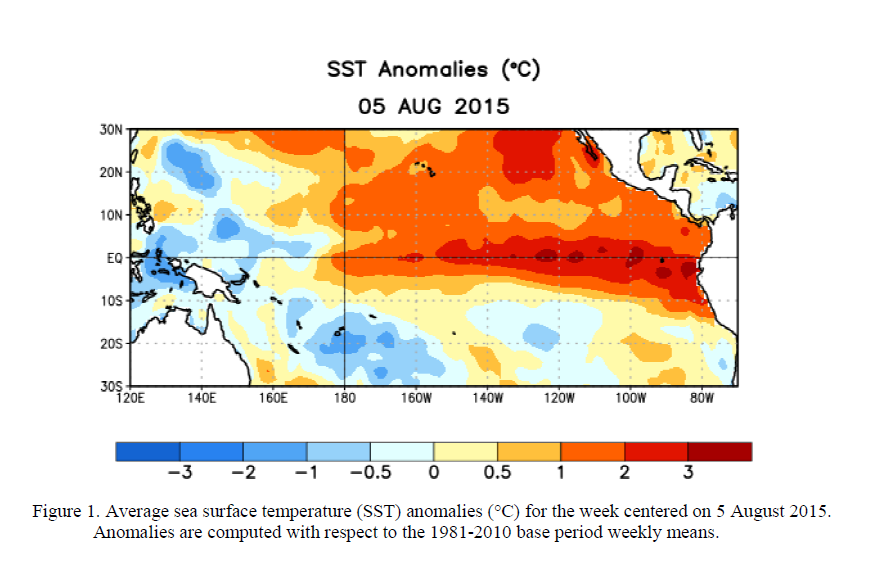 SST Anomalies (°C)
05 AUG 2015
30N
20N
10N
EQ
10S
20S
30S
120E 140E 160E 180 160W 140W 120W 100W 80W
−3 −2 −1 −0.5 0 0.5 1 2 3
Figure 1. Average sea surface temperature (SST) anomalies (°C) for the week centered on 5 August 2015.
Anomalies are computed with respect to the 1981-2010 base period weekly means.